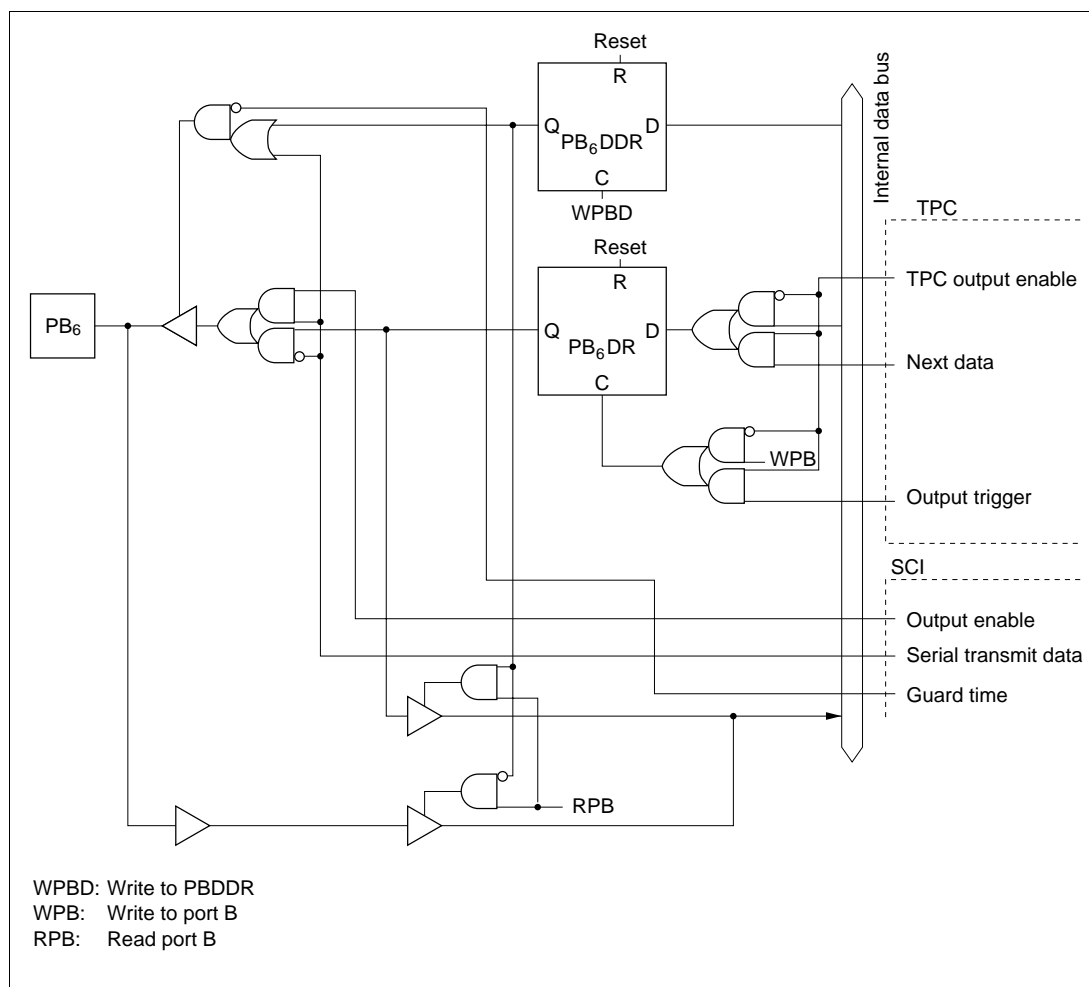 Reset
R
Q
D
PB6DDR
C
WPBD
Internal data bus
TPC
Reset
R
TPC output enable
PB6
Q
D
PB6DR
C
Next data
WPB
Output trigger
SCI
Output enable
Serial transmit data
Guard time
RPB
WPBD: Write to PBDDR
WPB: Write to port B
RPB: Read port B